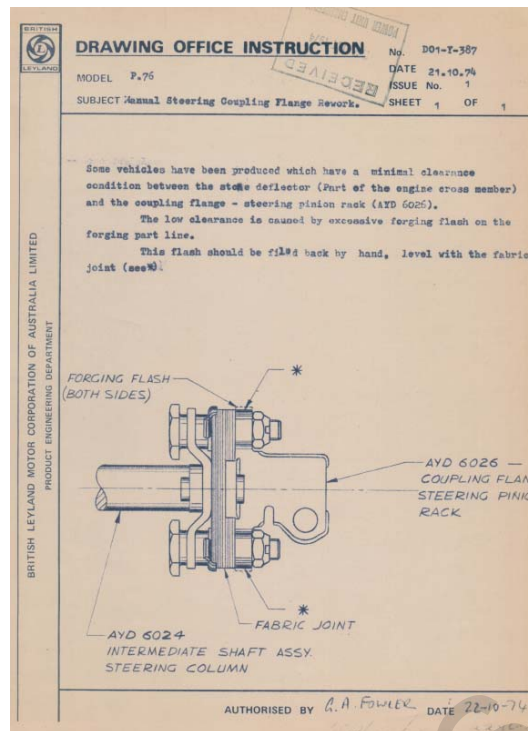 BRITISH
LEYLAND
DRAWING OFFICE INSTRUCTION
No. DO1-Y-387
MODEL P.76
DATE 21.10.74
ISSUE No. 1
SUBJECT Manual Steering Coupling Flange Rework.
SHEET 1 OF 1
RECEIVED
Some vehicles have been produced which have a minimal clearance
condition between the stone deflector (Part of the engine cross member)
and the coupling flange - steering pinion rack (AYD 6026).
The low clearance is caused by excessive forging flash on the
forging part line.
This flash should be filed back by hand, level with the fabric
joint (see *).
BRITISH LEYLAND MOTOR CORPORATION OF AUSTRALIA LIMITED
PRODUCT ENGINEERING DEPARTMENT
FORGING FLASH
(BOTH SIDES)
*
AYD 6026 —
COUPLING FLAN
STEERING PINIO
RACK
*
FABRIC JOINT
AYD 6024
INTERMEDIATE SHAFT ASSY.
STEERING COLUMN
AUTHORISED BY G.A. FOWLER DATE 22-10-74